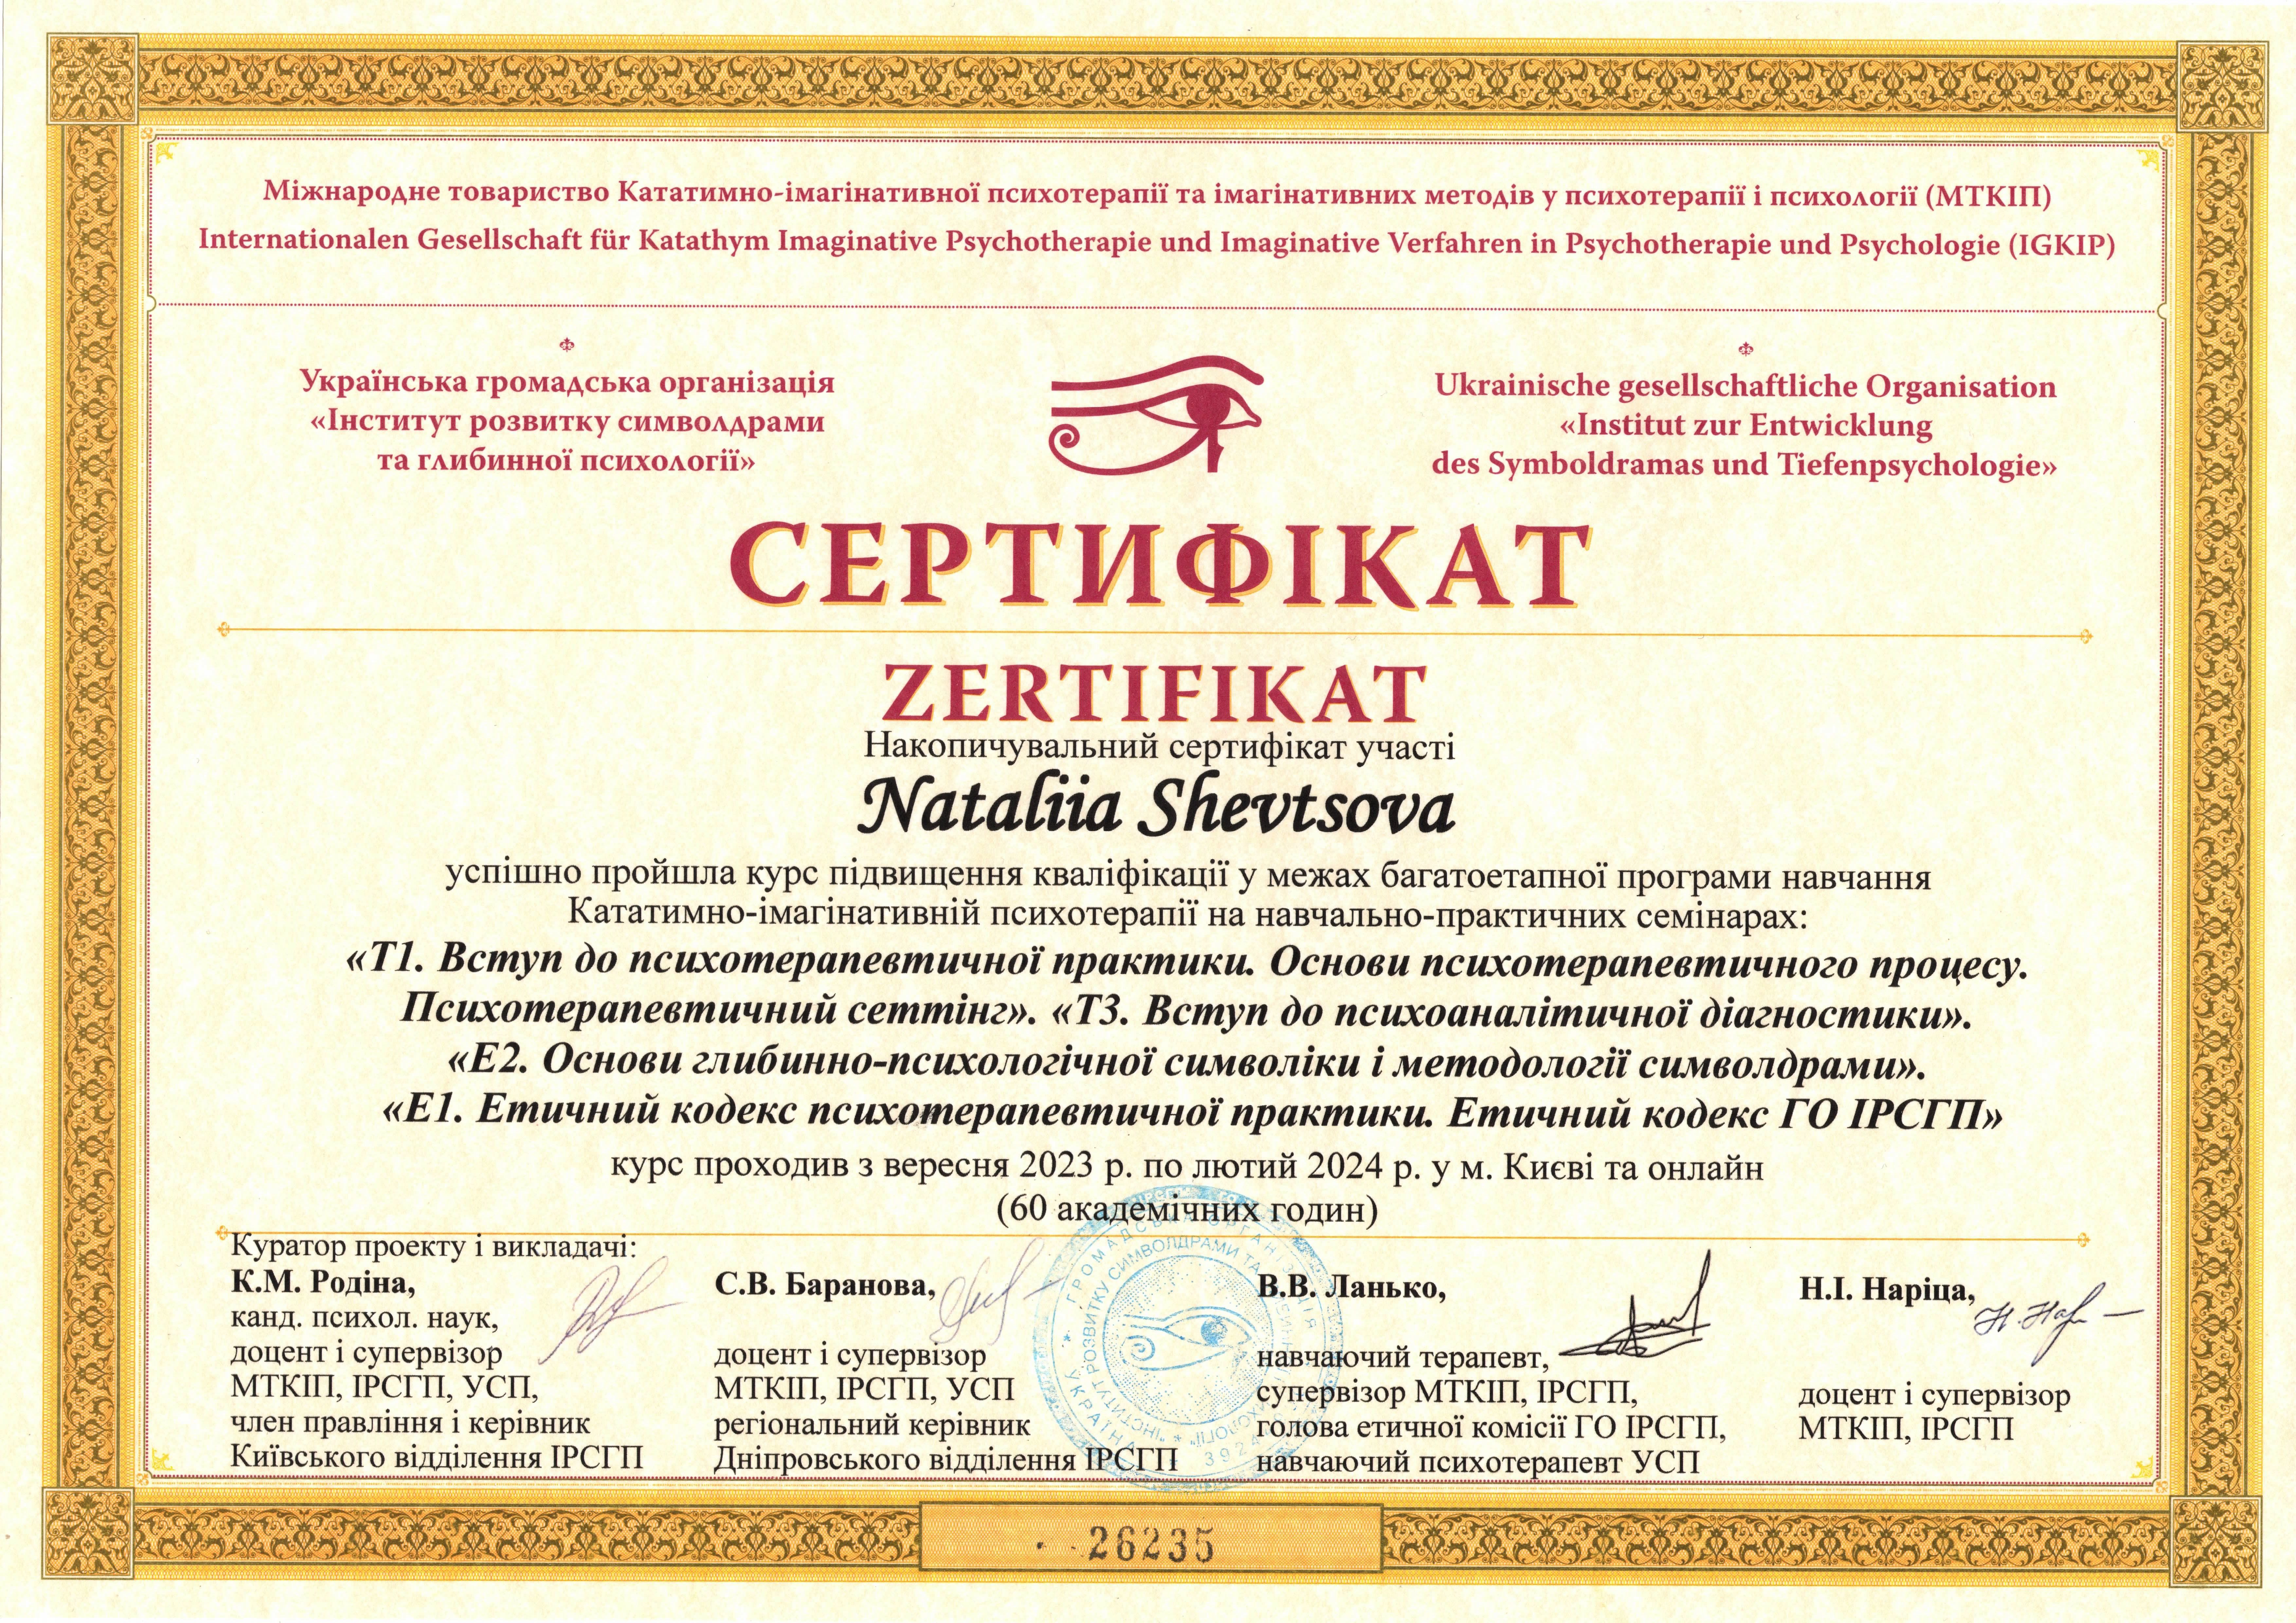 Міжнародне товариство Кататимно-імагінативної психотерапії та імагінативних методів у психотерапії і психології (МТКІП)
Internationalen Gesellschaft für Katathym Imaginative Psychotherapie und Imaginative Verfahren in Psychotherapie und Psychologie (IGKIP)
Українська громадська організація
«Інститут розвитку символдрами
та глибинної психології»
Ukrainische gesellschaftliche Organisation
«Institut zur Entwicklung
des Symboldramas und Tiefenpsychologie»
СЕРТИФІКАТ
ZERTIFIKAT
Накопичувальний сертифікат участі
Nataliia Shevtsova
успішно пройшла курс підвищення кваліфікації у межах багатоетапної програми навчання
Кататимно-імагінативній психотерапії на навчально-практичних семінарах:
«Т1. Вступ до психотерапевтичної практики. Основи психотерапевтичного процесу.
Психотерапевтичний сеттінг». «Т3. Вступ до психоаналітичної діагностики».
«Е2. Основи глибинно-психологічної символіки і методології символдрами».
«Е1. Етичний кодекс психотерапевтичної практики. Етичний кодекс ГО ІРСГП»
курс проходив з вересня 2023 р. по лютий 2024 р. у м. Києві та онлайн
(60 академічних годин)
Куратор проекту і викладачі:
К.М. Родіна,
канд. психол. наук,
доцент і супервізор
МТКІП, ІРСГП, УСП,
член правління і керівник
Київського відділення ІРСГП
С.В. Баранова,
доцент і супервізор
МТКІП, ІРСГП, УСП
регіональний керівник
Дніпровського відділення ІРСГП
В.В. Ланько,
навчаючий терапевт,
супервізор МТКІП, ІРСГП,
голова етичної комісії ГО ІРСГП,
навчаючий психотерапевт УСП
Н.І. Наріца,
Н. Нар
доцент і супервізор
МТКІП, ІРСГП
ГРОМАДСЬКА ОРГАНІЗАЦІЯ
УКРАЇНА
"ІНСТИТУТ РОЗВИТКУ СИМВОЛДРАМИ ТА
26235